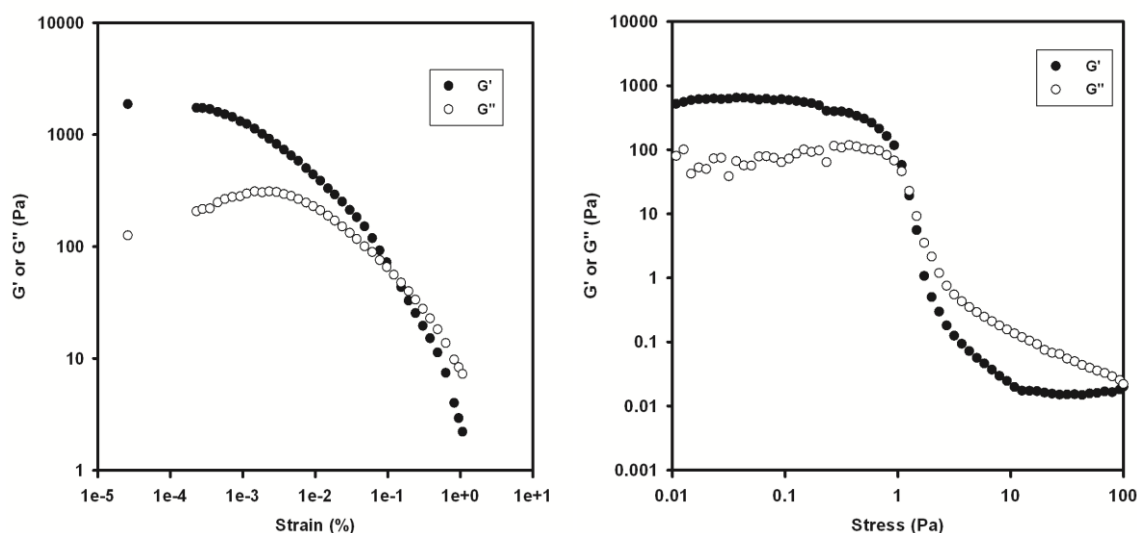 10000
1000
100
10
1
G' or G" (Pa)
G'
G"
1e-5 1e-4 1e-3 1e-2 1e-1 1e+0 1e+1
Strain (%)
10000
1000
100
10
1
0.1
0.01
0.001
G' or G" (Pa)
G'
G"
0.01 0.1 1 10 100
Stress (Pa)